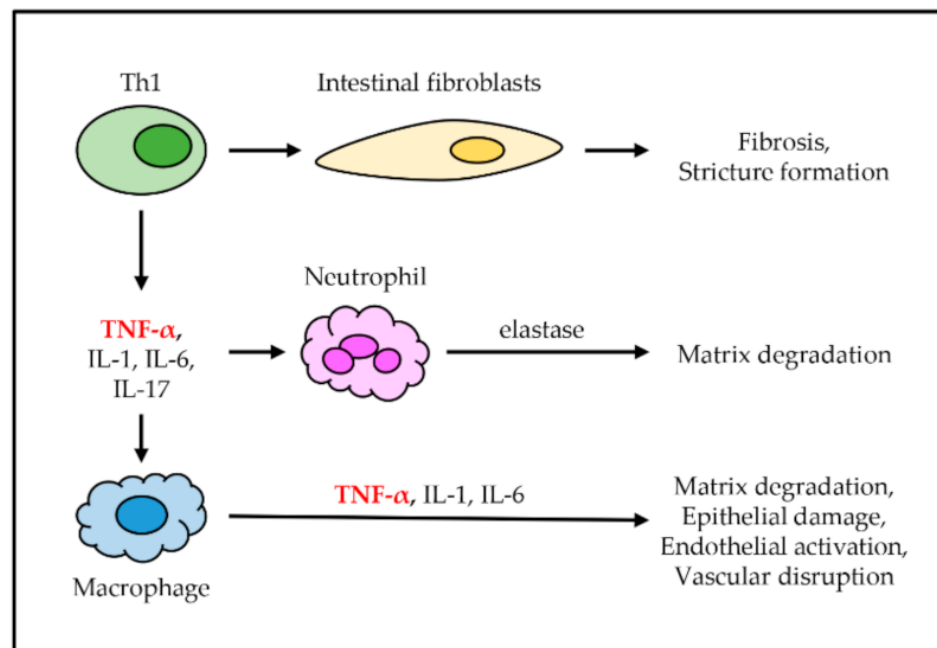 Th1
Intestinal fibroblasts
Fibrosis,
Stricture formation
Neutrophil
TNF-α,
IL-1, IL-6,
IL-17
elastase
Matrix degradation
TNF-α, IL-1, IL-6
Matrix degradation,
Epithelial damage,
Endothelial activation,
Vascular disruption
Macrophage